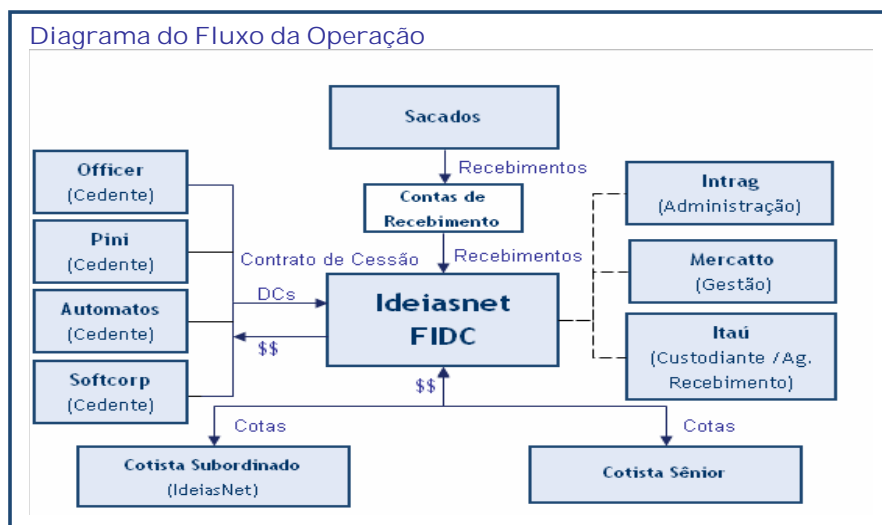 Diagrama do Fluxo da Operação
Sacados
Recebimentos
Contas de
Recebimento
Recebimentos
Officer
(Cedente)
Pini
(Cedente)
Automatos
(Cedente)
Softcorp
(Cedente)
Contrato de Cessão
DCs
$$
Ideiasnet
FIDC
Intrag
(Administração)
Mercatto
(Gestão)
Itaú
(Custodiante /Ag.
Recebimento)
$$
Cotas
Cotas
Cotista Subordinado
(IdeiasNet)
Cotista Sênior